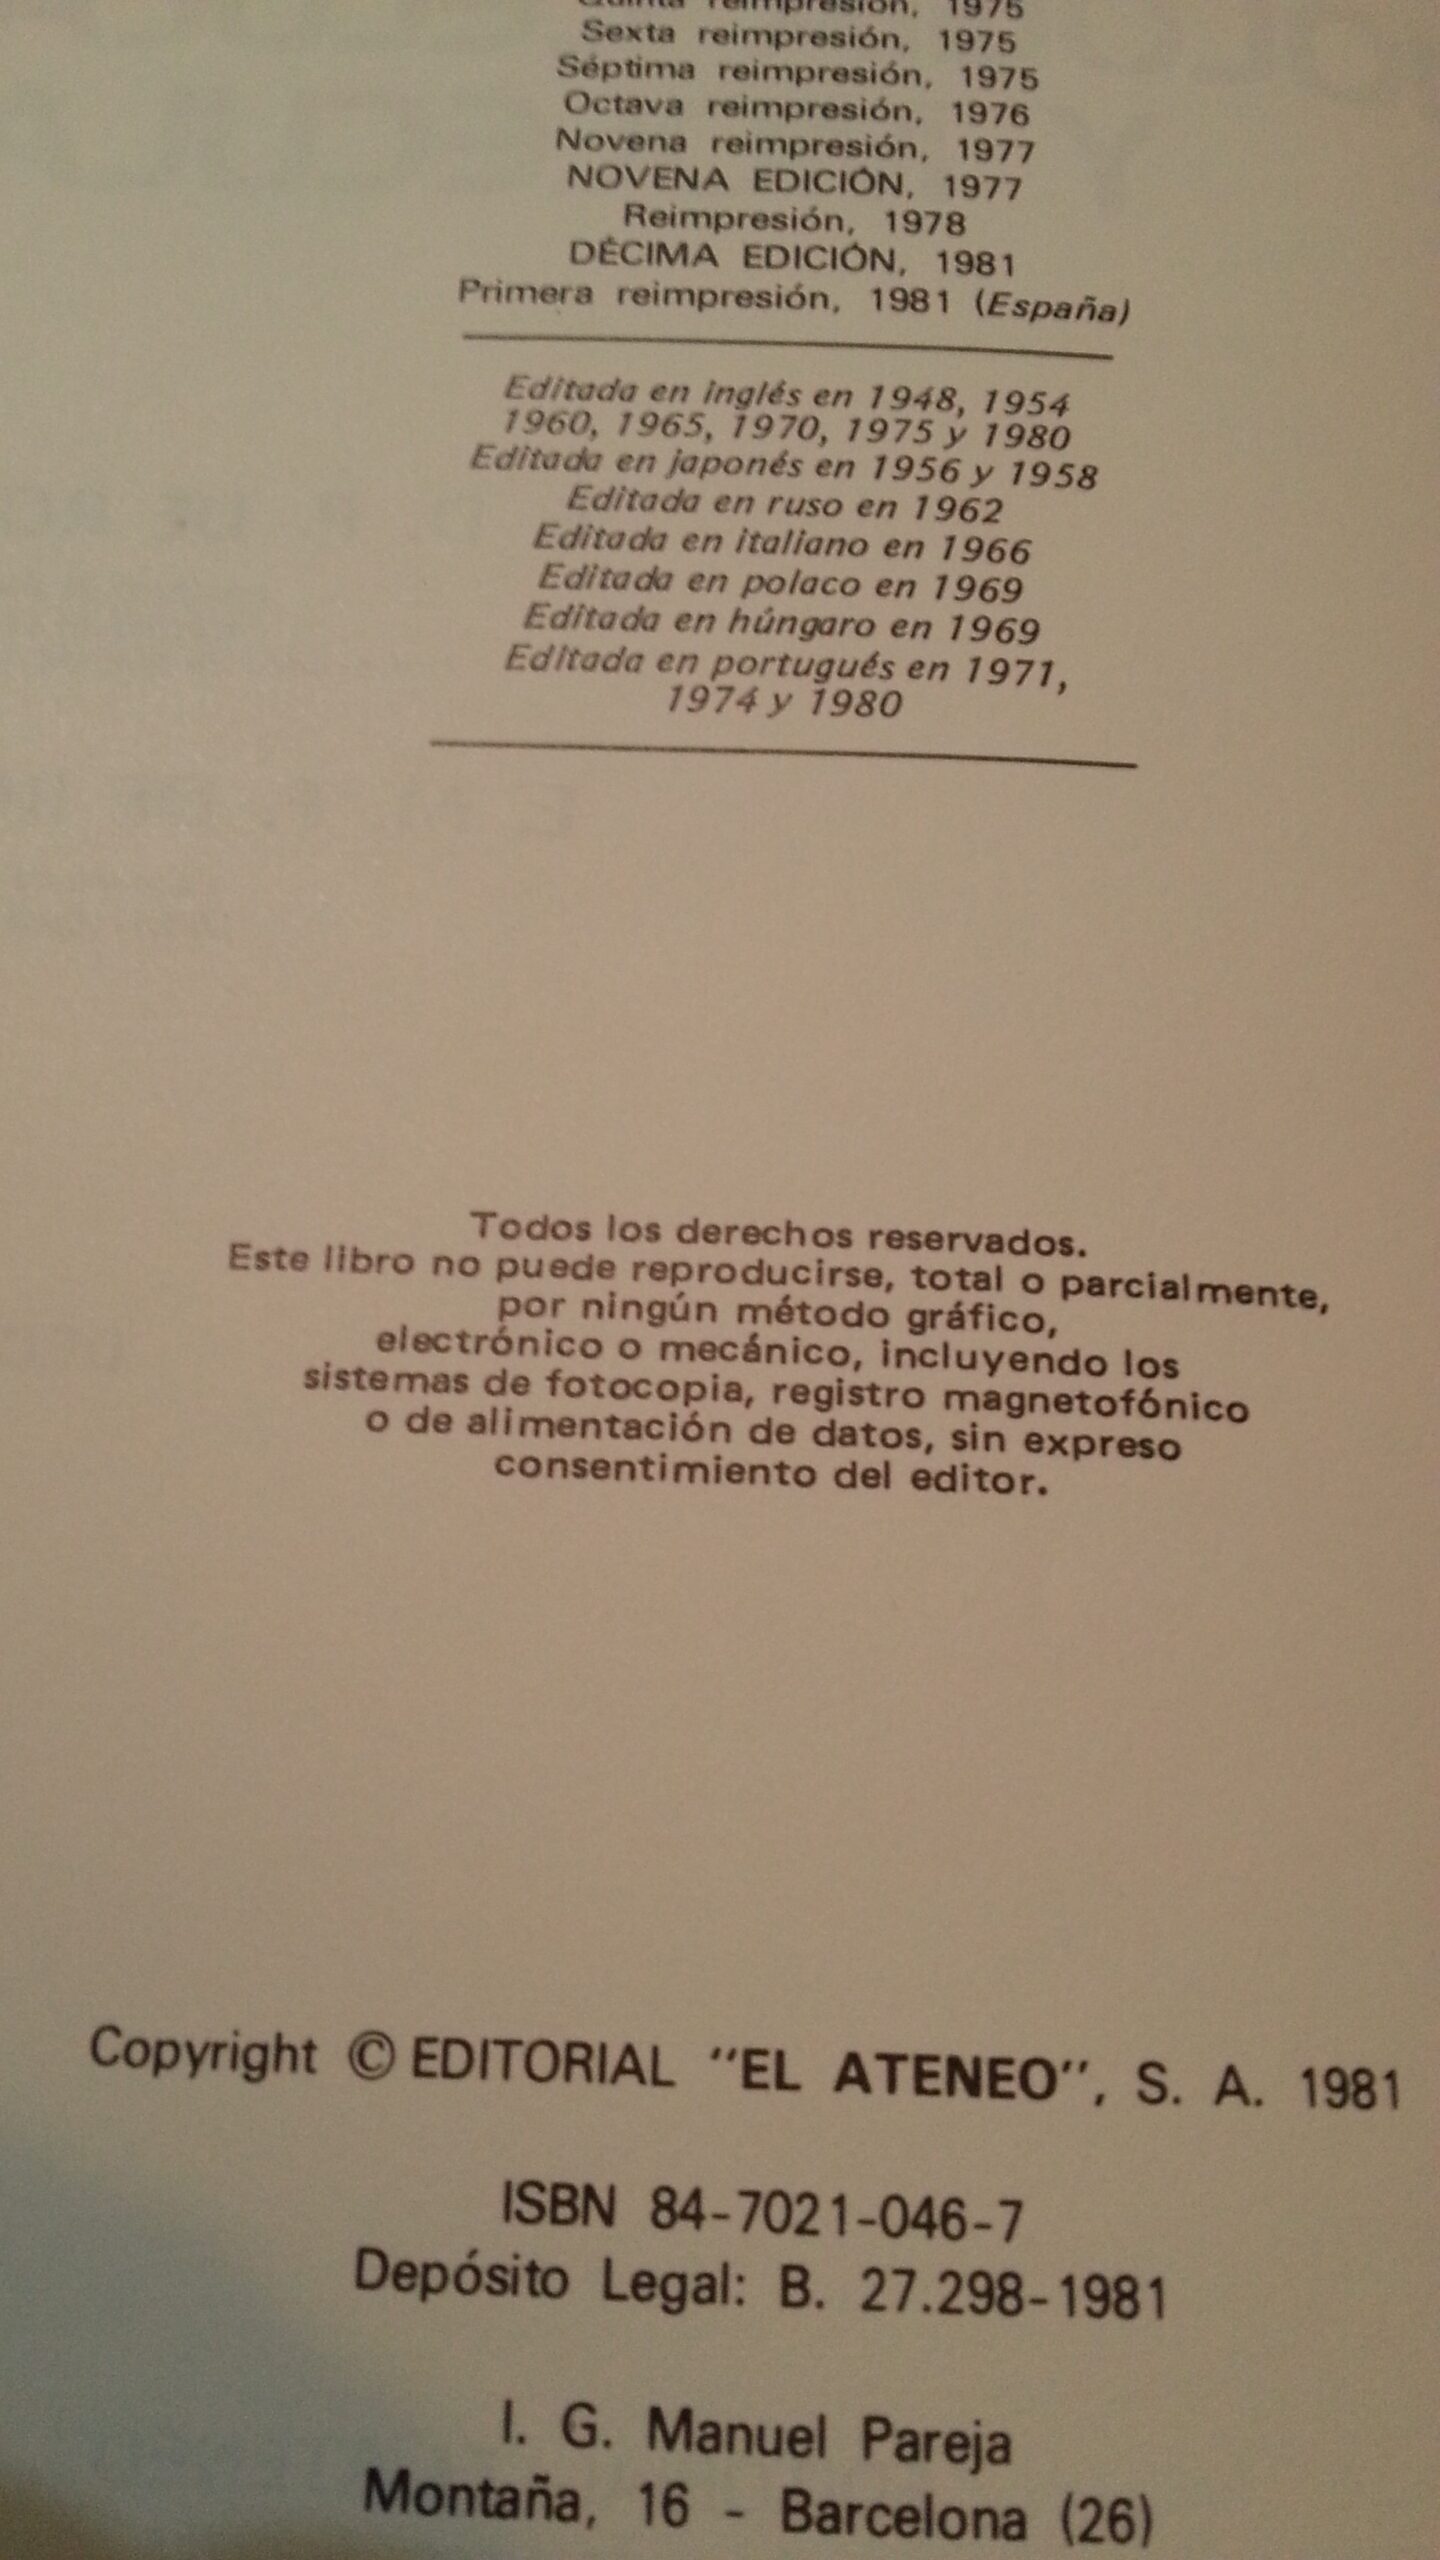 Quinta reimpresión, 1975
Sexta reimpresión, 1975
Séptima reimpresión, 1975
Octava reimpresión, 1976
Novena reimpresión, 1977
NOVENA EDICIÓN, 1977
Reimpresión, 1978
DÉCIMA EDICIÓN, 1981
Primera reimpresión, 1981 (España)
Editada en inglés en 1948, 1954
1960, 1965, 1970, 1975 y 1980
Editada en japonés en 1956 y 1958
Editada en ruso en 1962
Editada en italiano en 1966
Editada en polaco en 1969
Editada en húngaro en 1969
Editada en portugués en 1971,
1974 y 1980
Todos los derechos reservados.
Este libro no puede reproducirse, total o parcialmente,
por ningún método gráfico,
electrónico o mecánico, incluyendo los
sistemas de fotocopia, registro magnetofónico
o de alimentación de datos, sin expreso
consentimiento del editor.
Copyright © EDITORIAL "EL ATENEO", S. A. 1981
ISBN 84-7021-046-7
Depósito Legal: B. 27.298-1981
I. G. Manuel Pareja
Montaña, 16 - Barcelona (26)